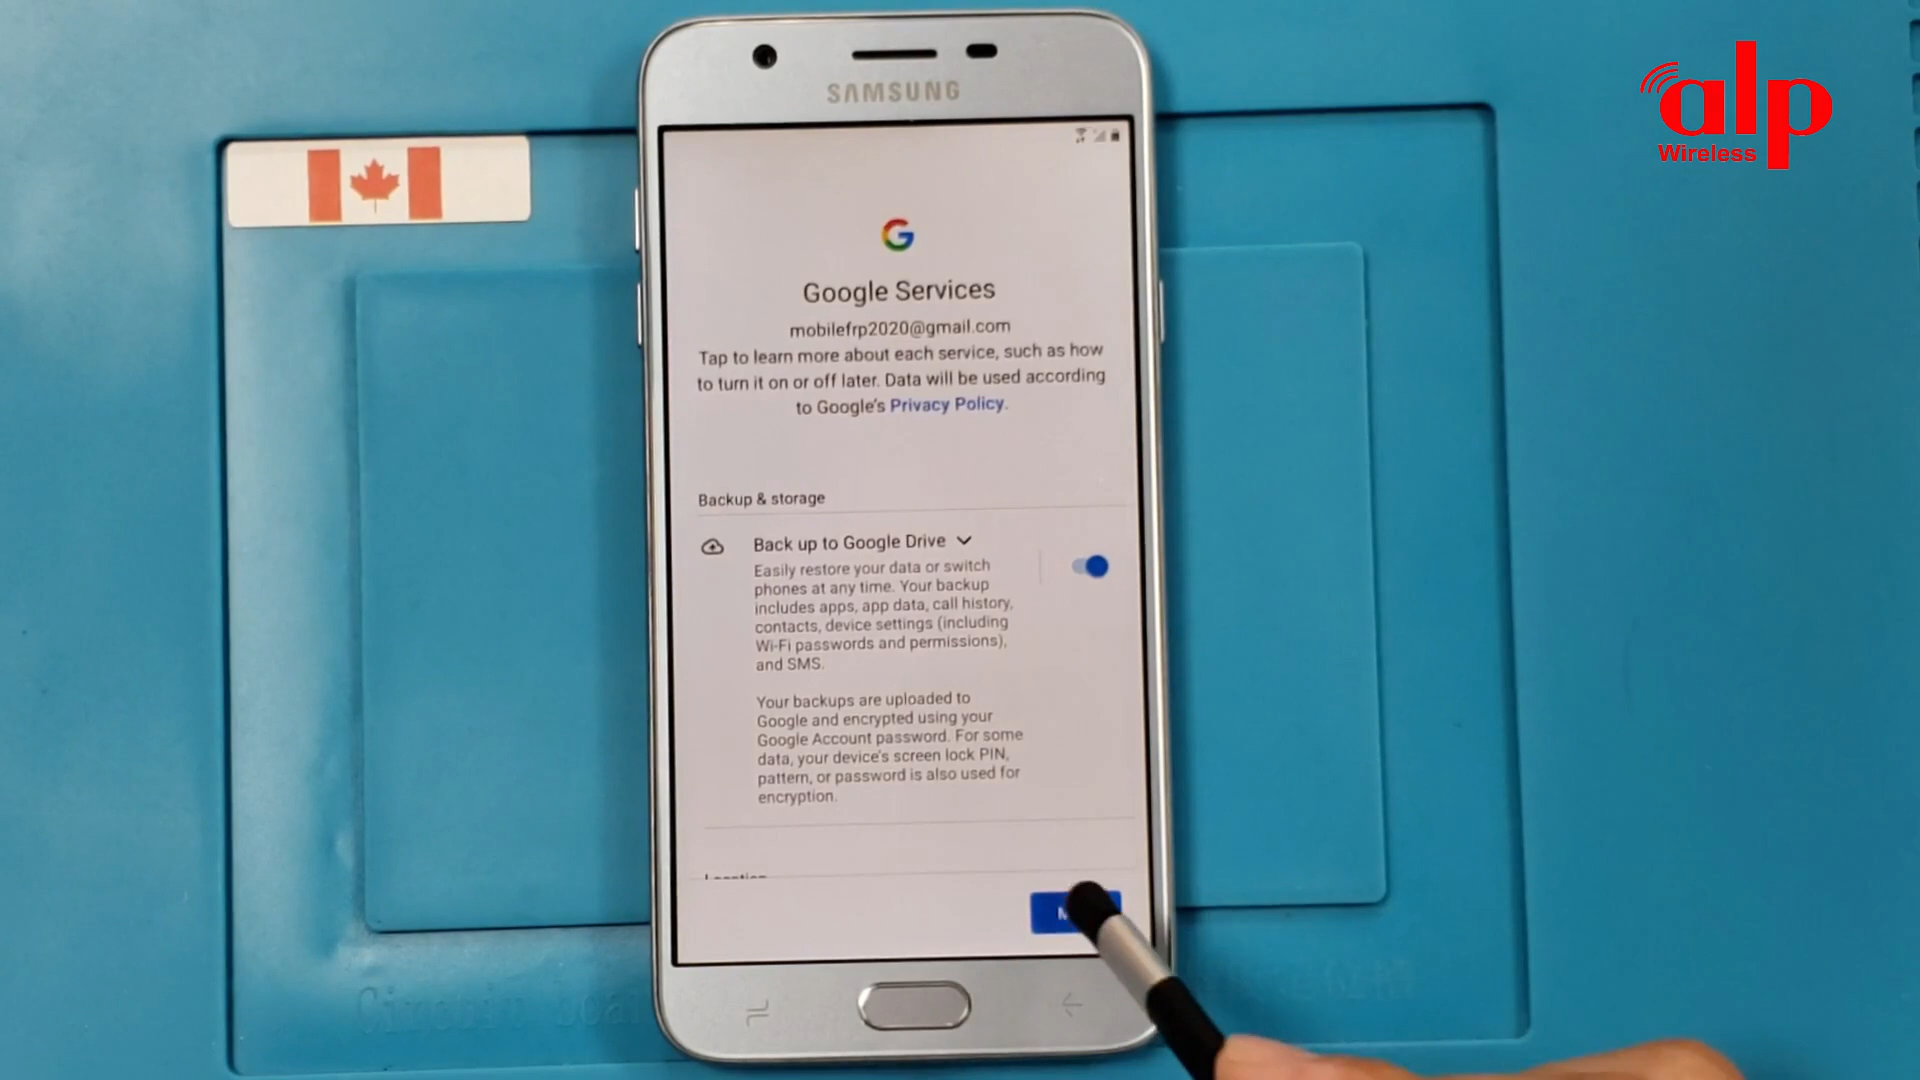 SAMSUNG
alp
Wireless
Google Services
mobilefrp2020@gmail.com
Tap to learn more about each service, such as how
to turn it on or off later. Data will be used according
to Google's Privacy Policy.
Backup & storage
Back up to Google Drive
Easily restore your data or switch
phones at any time. Your backup
includes apps, app data, call history,
contacts, device settings (including
Wi-Fi passwords and permissions),
and SMS.
Your backups are uploaded to
Google and encrypted using your
Google Account password. For some
data, your device's screen lock PIN,
pattern, or password is also used for
encryption.